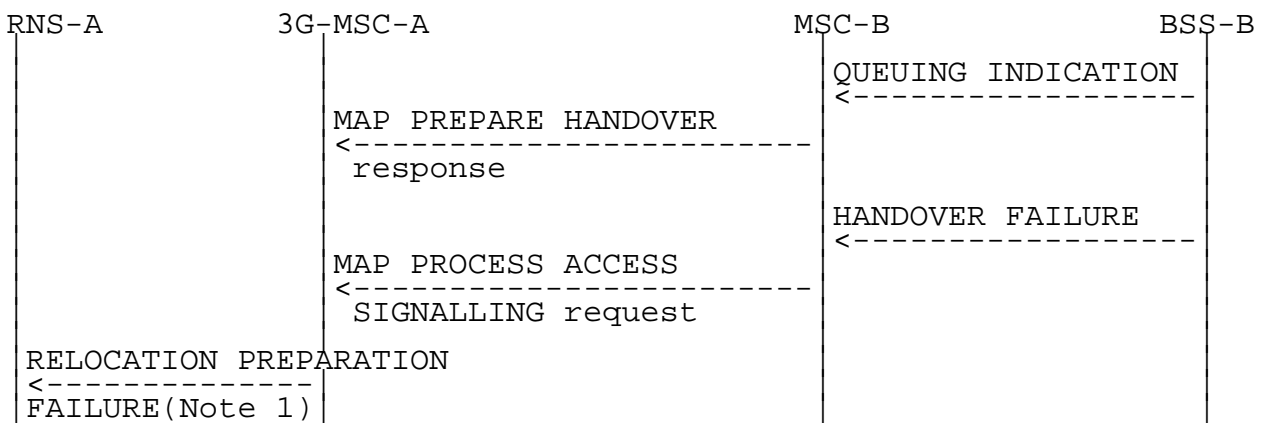 RNS-A 3G-MSC-A MSC-B BSS-B
QUEUING INDICATION
MAP PREPARE HANDOVER
response
HANDOVER FAILURE
MAP PROCESS ACCESS
SIGNALLING request
RELOCATION PREPARATION
FAILURE(Note 1)